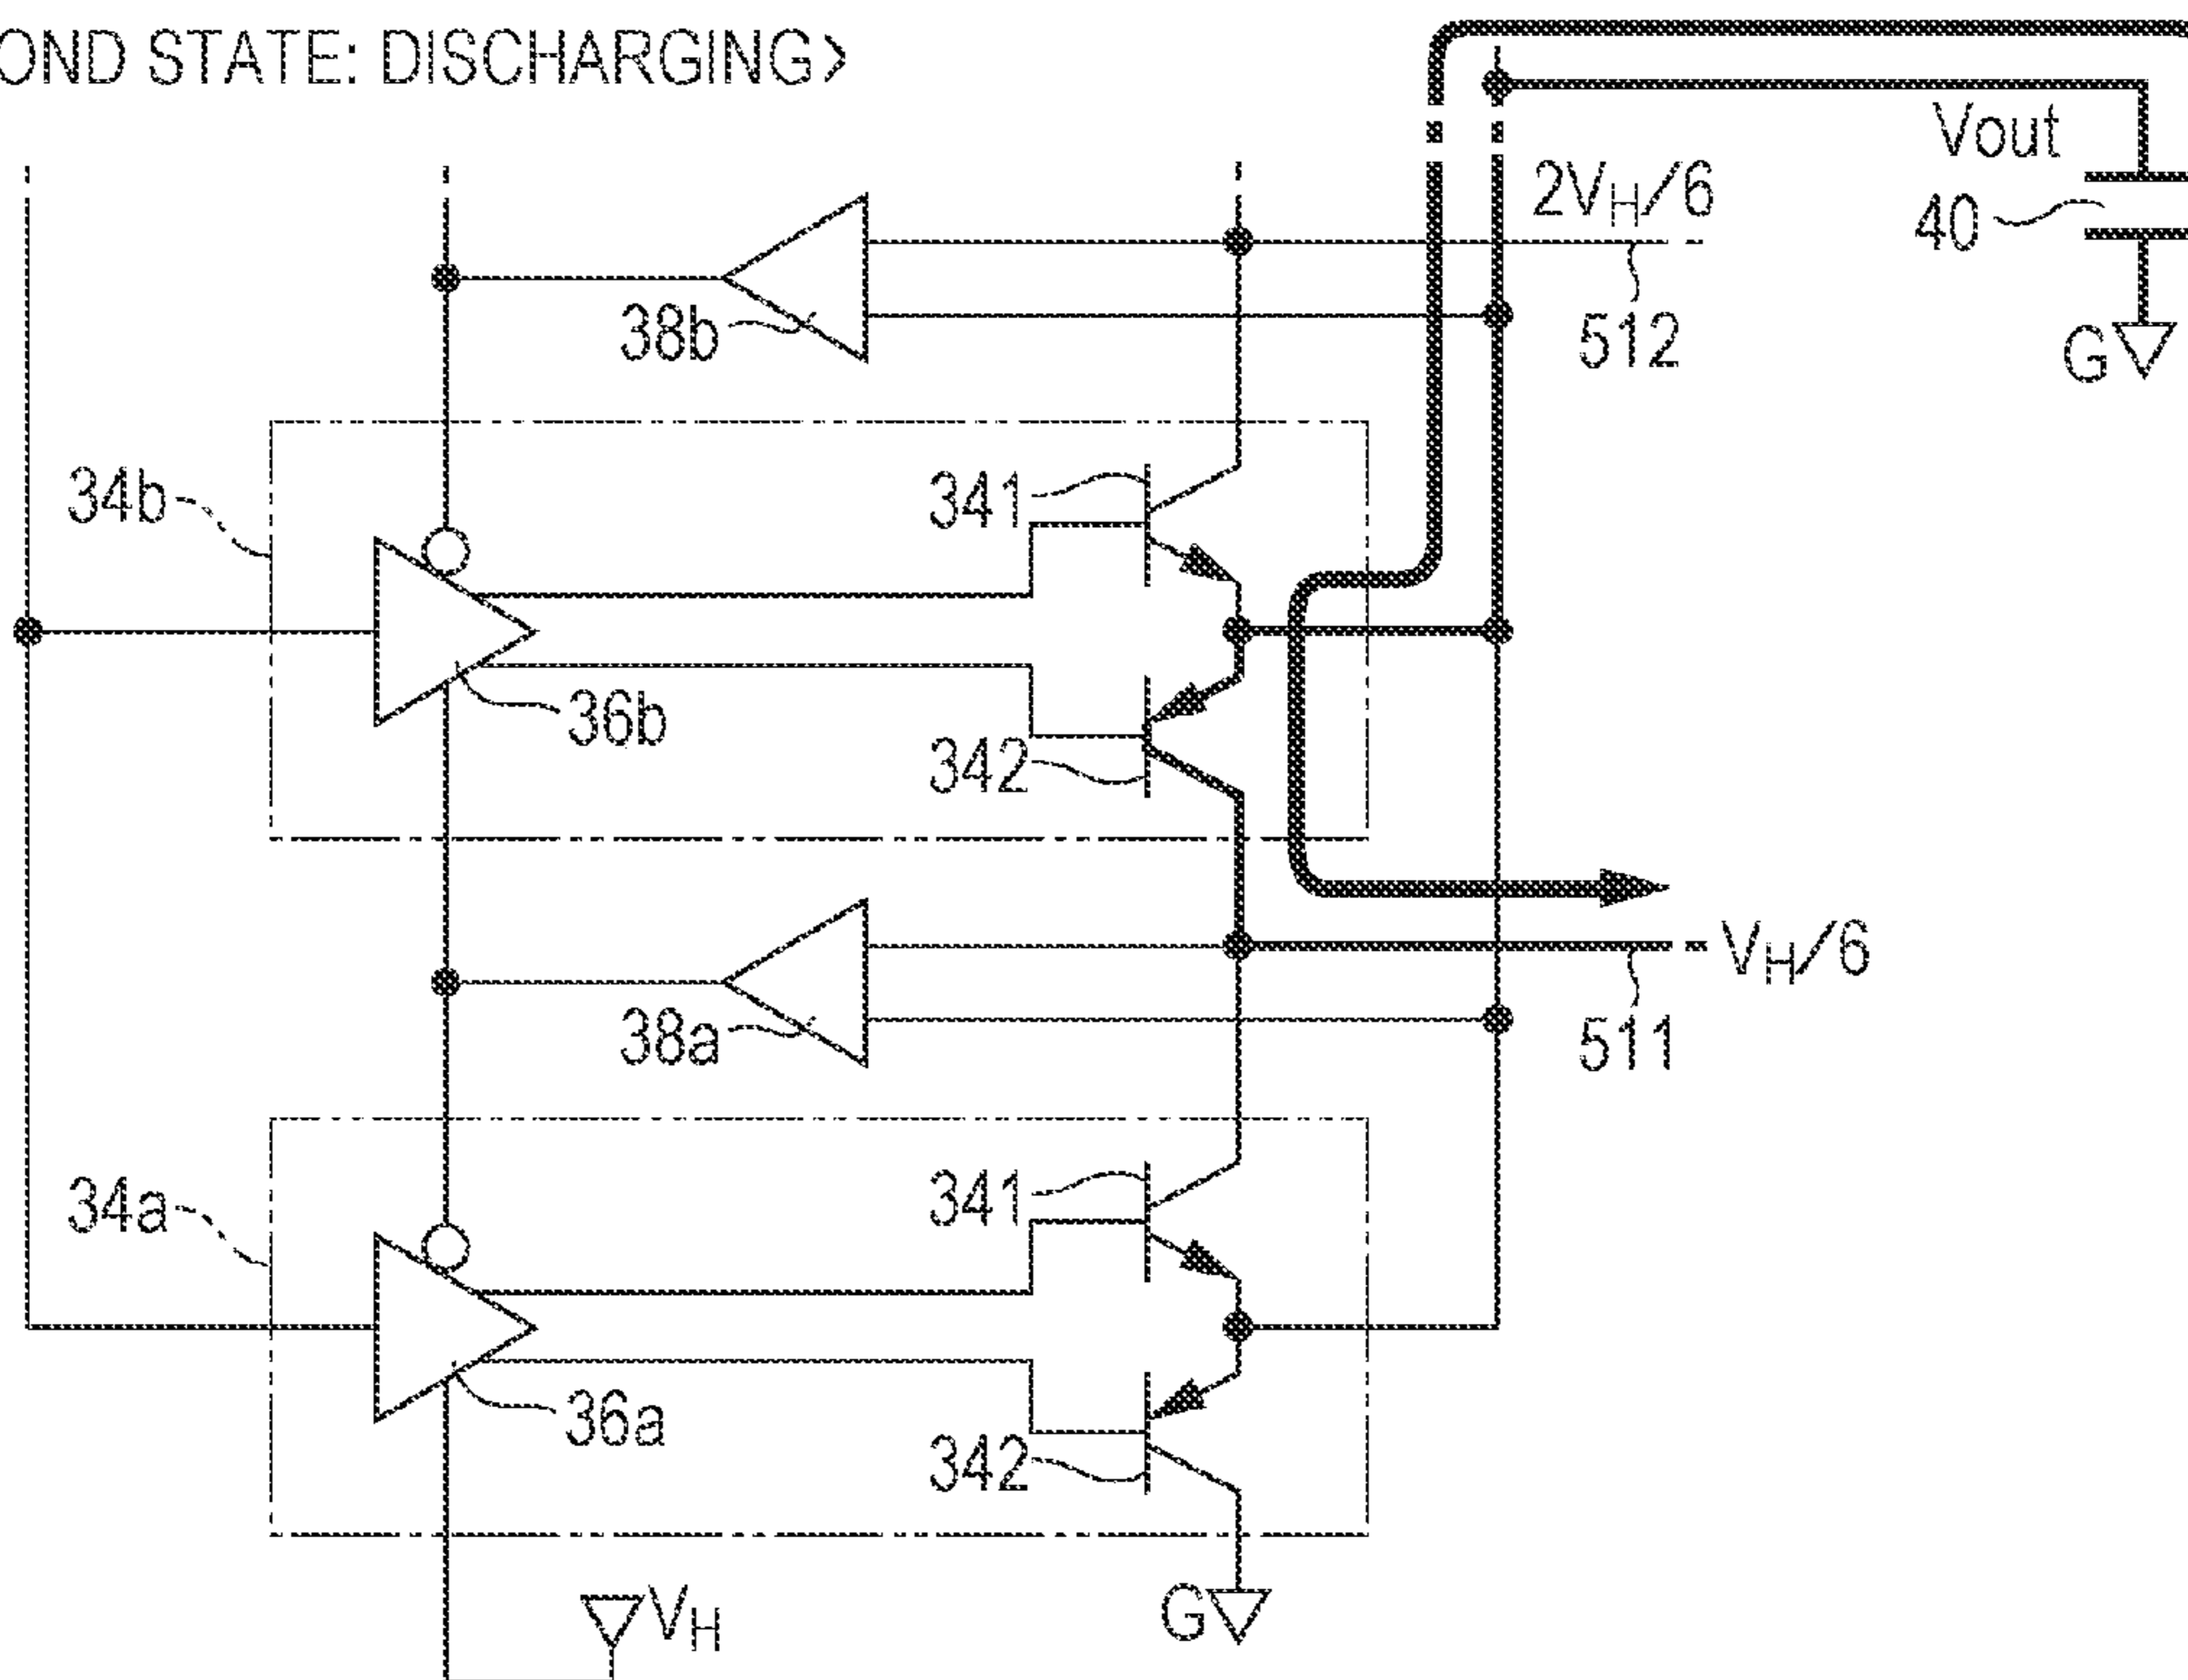 OND STATE: DISCHARGING>
Vout
2VH/6
40
38b
512
G
34b
341
36b
342
VH/6
38a
511
34a
341
36a
342
VH
G